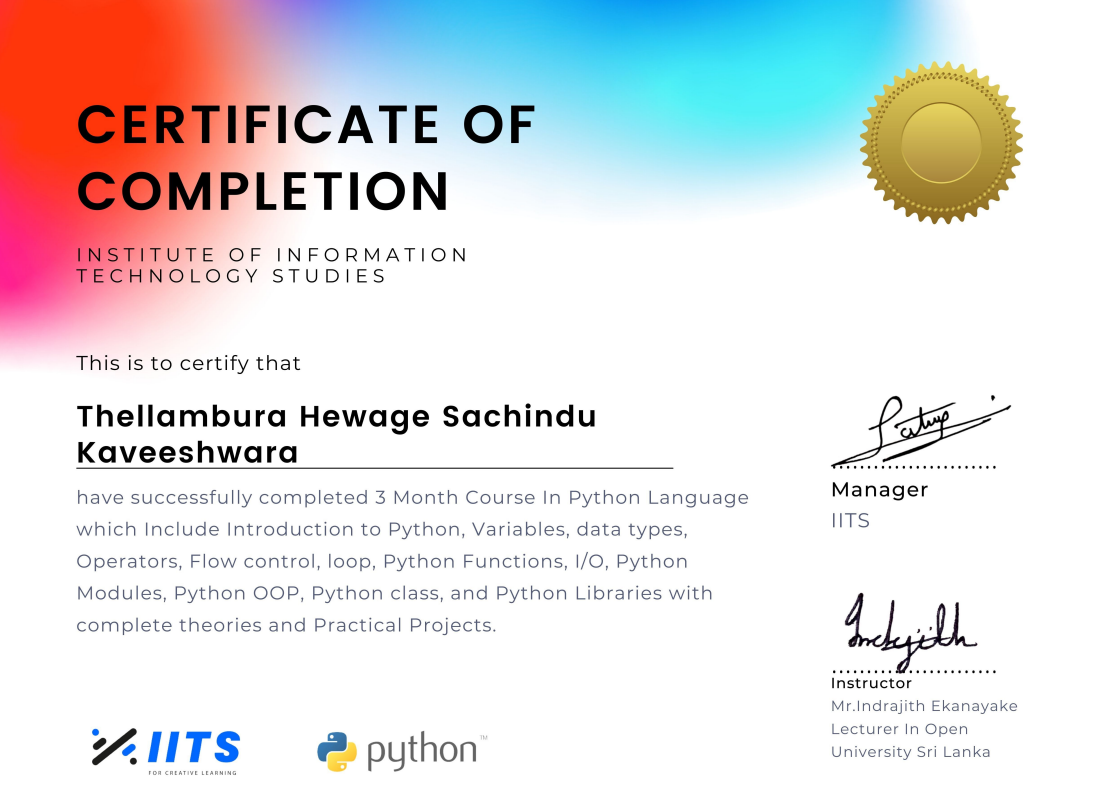 CERTIFICATE OF
COMPLETION
INSTITUTE OF INFORMATION
TECHNOLOGY STUDIES
This is to certify that
Thellambura Hewage Sachindu
Kaveeshwara
have successfully completed 3 Month Course In Python Language
which Include Introduction to Python, Variables, data types,
Operators, Flow control, loop, Python Functions, I/O, Python
Modules, Python OOP, Python class, and Python Libraries with
complete theories and Practical Projects.
Manager
IITS
Instructor
Mr.Indrajith Ekanayake
Lecturer In Open
University Sri Lanka
IITS
FOR CREATIVE LEARNING
python™